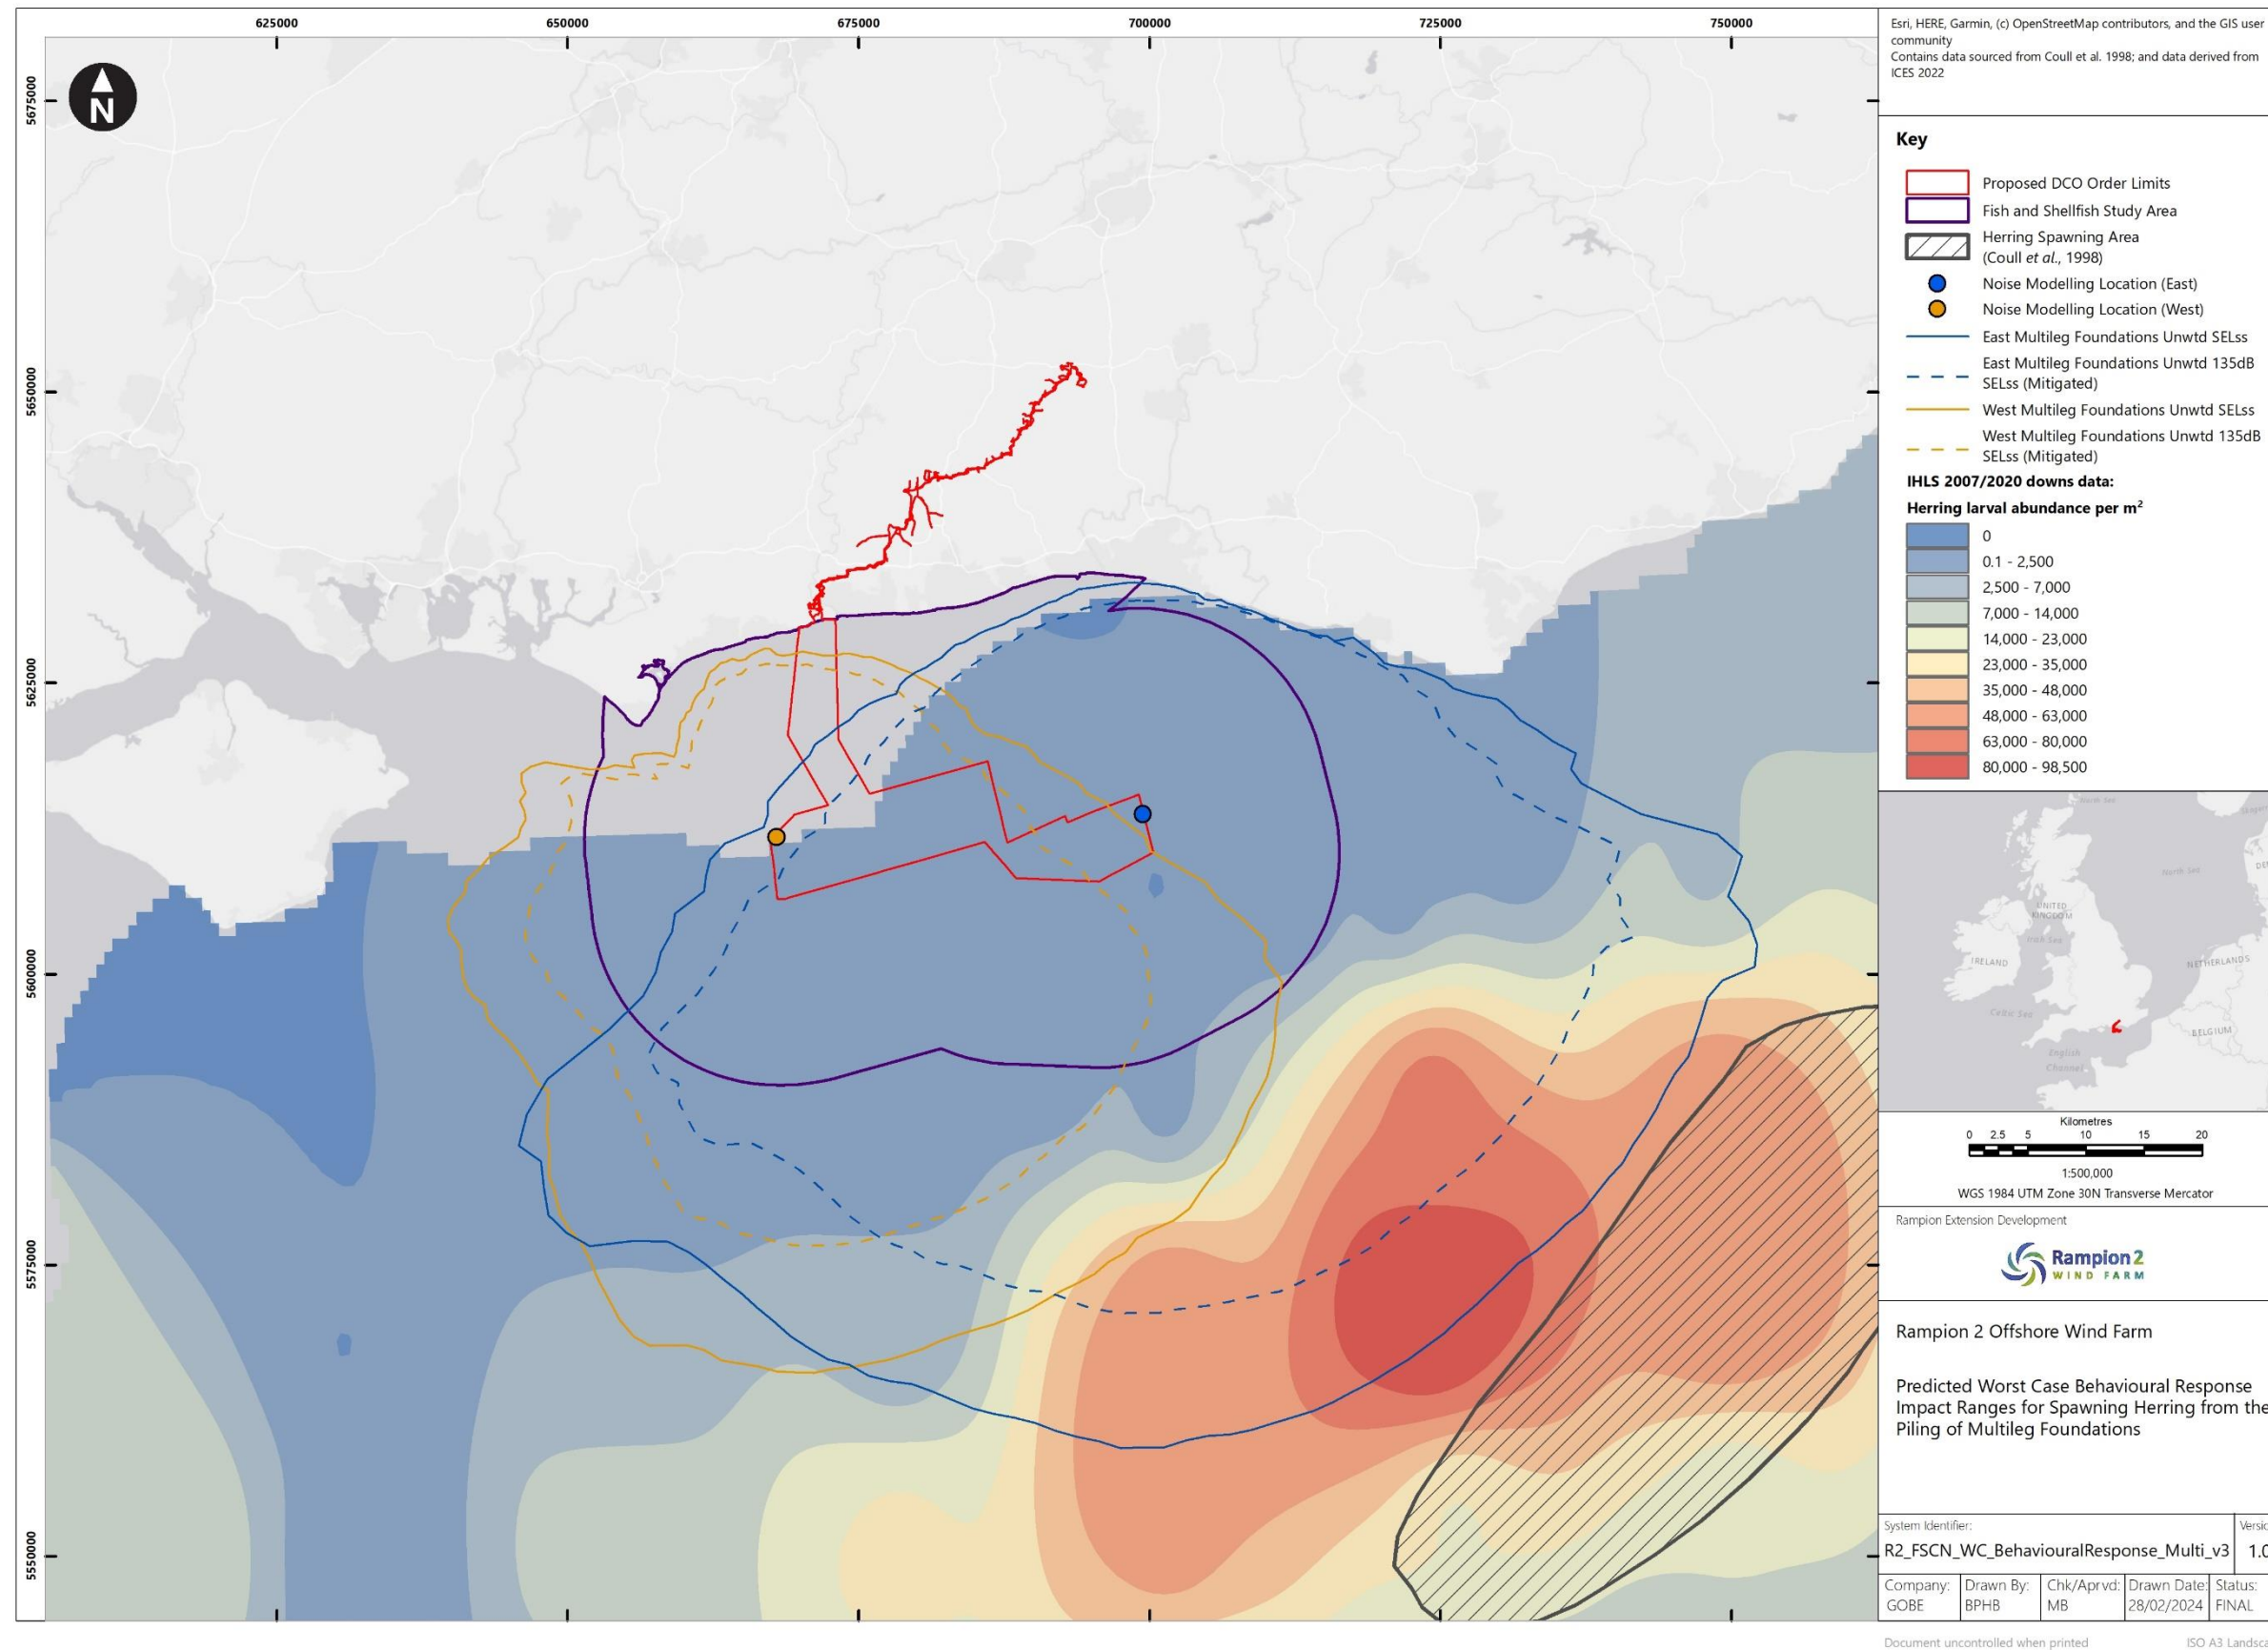 625000
650000
675000
700000
725000
750000
5675000
5650000
5625000
5600000
5575000
5550000
N
Esri, HERE, Garmin, (c) OpenStreetMap contributors, and the GIS user
community
Contains data sourced from Coull et al. 1998; and data derived from
ICES 2022
Key
Proposed DCO Order Limits
Fish and Shellfish Study Area
Herring Spawning Area
(Coull et al., 1998)
Noise Modelling Location (East)
Noise Modelling Location (West)
East Multileg Foundations Unwtd SELss
East Multileg Foundations Unwtd 135dB
SELss (Mitigated)
West Multileg Foundations Unwtd SELss
West Multileg Foundations Unwtd 135dB
SELss (Mitigated)
IHLS 2007/2020 downs data:
Herring larval abundance per m²
0
0.1 - 2,500
2,500 - 7,000
7,000 - 14,000
14,000 - 23,000
23,000 - 35,000
35,000 - 48,000
48,000 - 63,000
63,000 - 80,000
80,000 - 98,500
North Sea
UNITED
KINGDOM
Irish Sea
IRELAND
NETHERLANDS
Celtic Sea
BELGIUM
English
Channel
Kilometres
0 2.5 5 10 15 20
1:500,000
WGS 1984 UTM Zone 30N Transverse Mercator
Rampion Extension Development
Rampion 2
WIND FARM
Rampion 2 Offshore Wind Farm
Predicted Worst Case Behavioural Response
Impact Ranges for Spawning Herring from the
Piling of Multileg Foundations
System Identifier:
R2_FSCN_WC_BehaviouralResponse_Multi_v3
1.0
Company: Drawn By: Chk/Aprvd: Drawn Date: Status:
GOBE BPHB MB 28/02/2024 FINAL
Document uncontrolled when printed
ISO A3